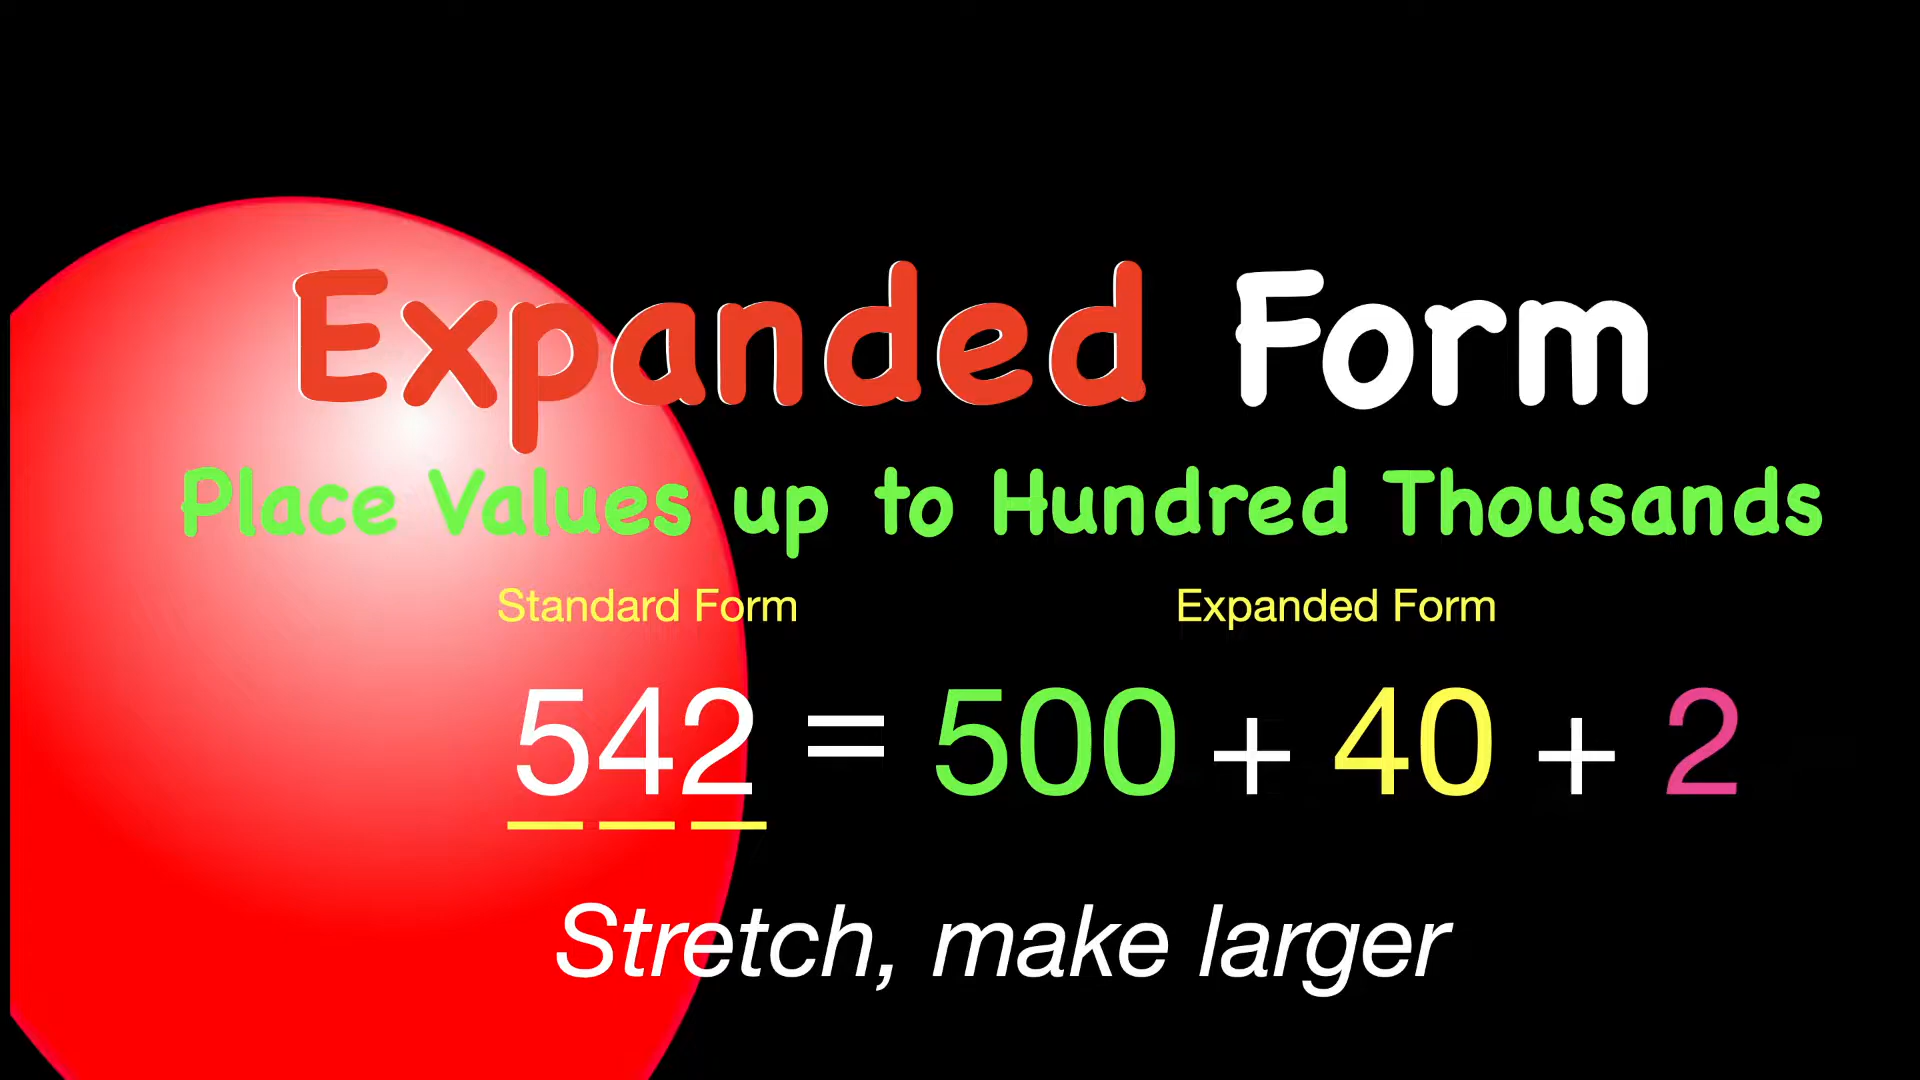 Expanded Form
Place Values up to Hundred Thousands
Standard Form Expanded Form
542 = 500 + 40 + 2
Stretch, make larger